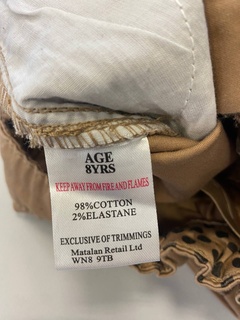 AGE
8YRS
KEEP AWAY FROM FIRE AND FLAMES
98%COTTON
2%ELASTANE
EXCLUSIVE OF TRIMMINGS
Matalan Retail Ltd
WN8 9TB